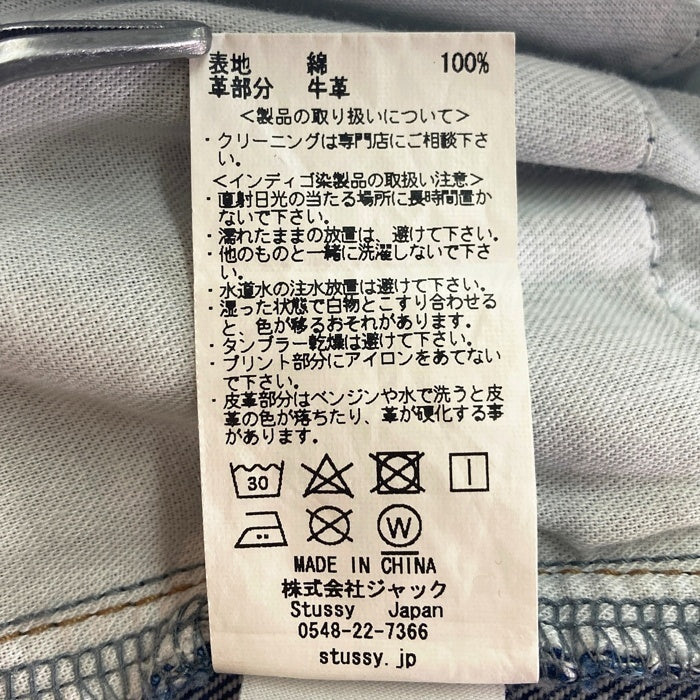 表地 綿 100%
革部分 牛革
＜製品の取り扱いについて＞
・クリーニングは専門店にご相談下さ
い。
＜インディゴ染製品の取扱い注意＞
・直射日光の当たる場所に長時間置か
ないで下さい。
・濡れたままの放置は、避けて下さい。
・他のものと一緒に洗濯しないで下さ
い。
・水道水の注水放置は避けて下さい。
・湿った状態で白物とこすり合わせる
と、色が移るおそれがあります。
・タンブラー乾燥は避けて下さい。
・プリント部分にアイロンをあてない
で下さい。
・皮革部分はベンジンや水で洗うと皮
革の色が落ちたり、革が硬化する事
があります。
30
W
MADE IN CHINA
株式会社ジャック
Stussy Japan
0548-22-7366
stussy.jp